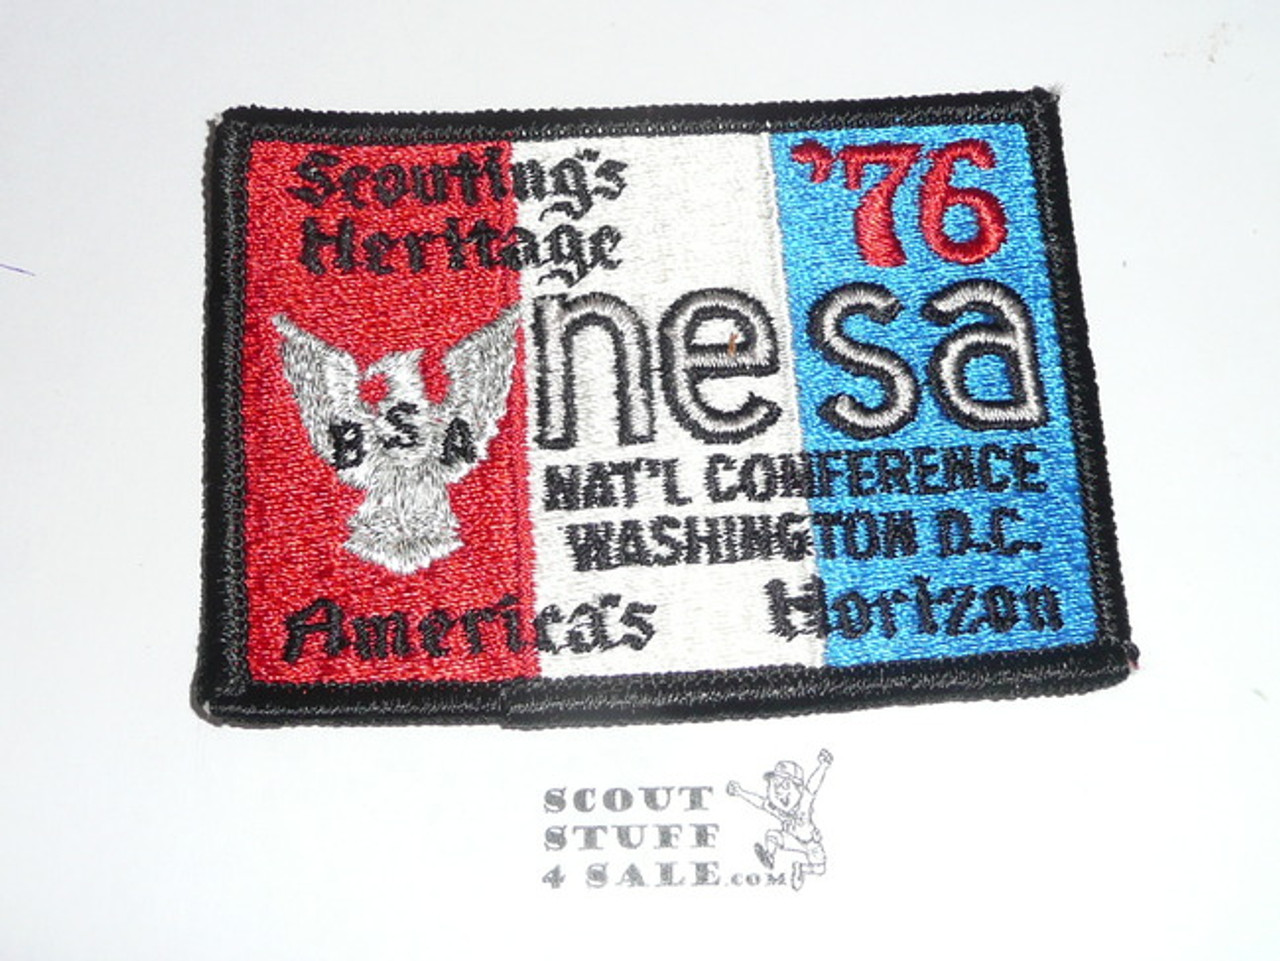 Scouting's
Heritage
'76
nesa
BSA
NAT'L CONFERENCE
WASHINGTON D.C.
America's Horizon
SCOUT
STUFF
4 SALE.COM